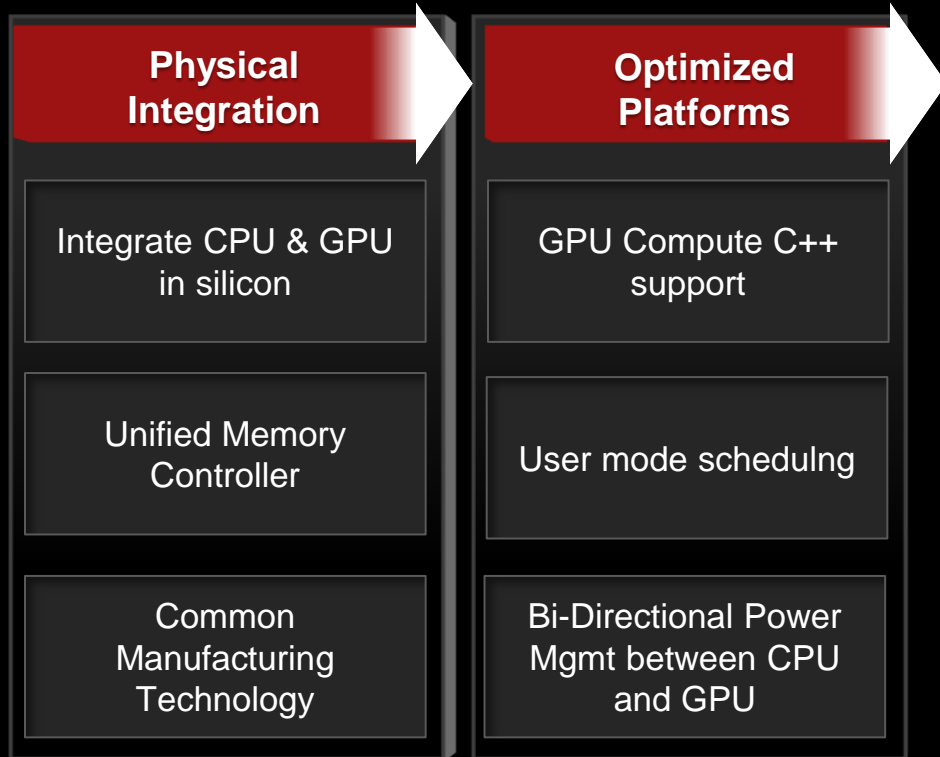 Physical
Integration
Integrate CPU & GPU
in silicon
Unified Memory
Controller
Common
Manufacturing
Technology
Optimized
Platforms
GPU Compute C++
support
User mode schedulng
Bi-Directional Power
Mgmt between CPU
and GPU